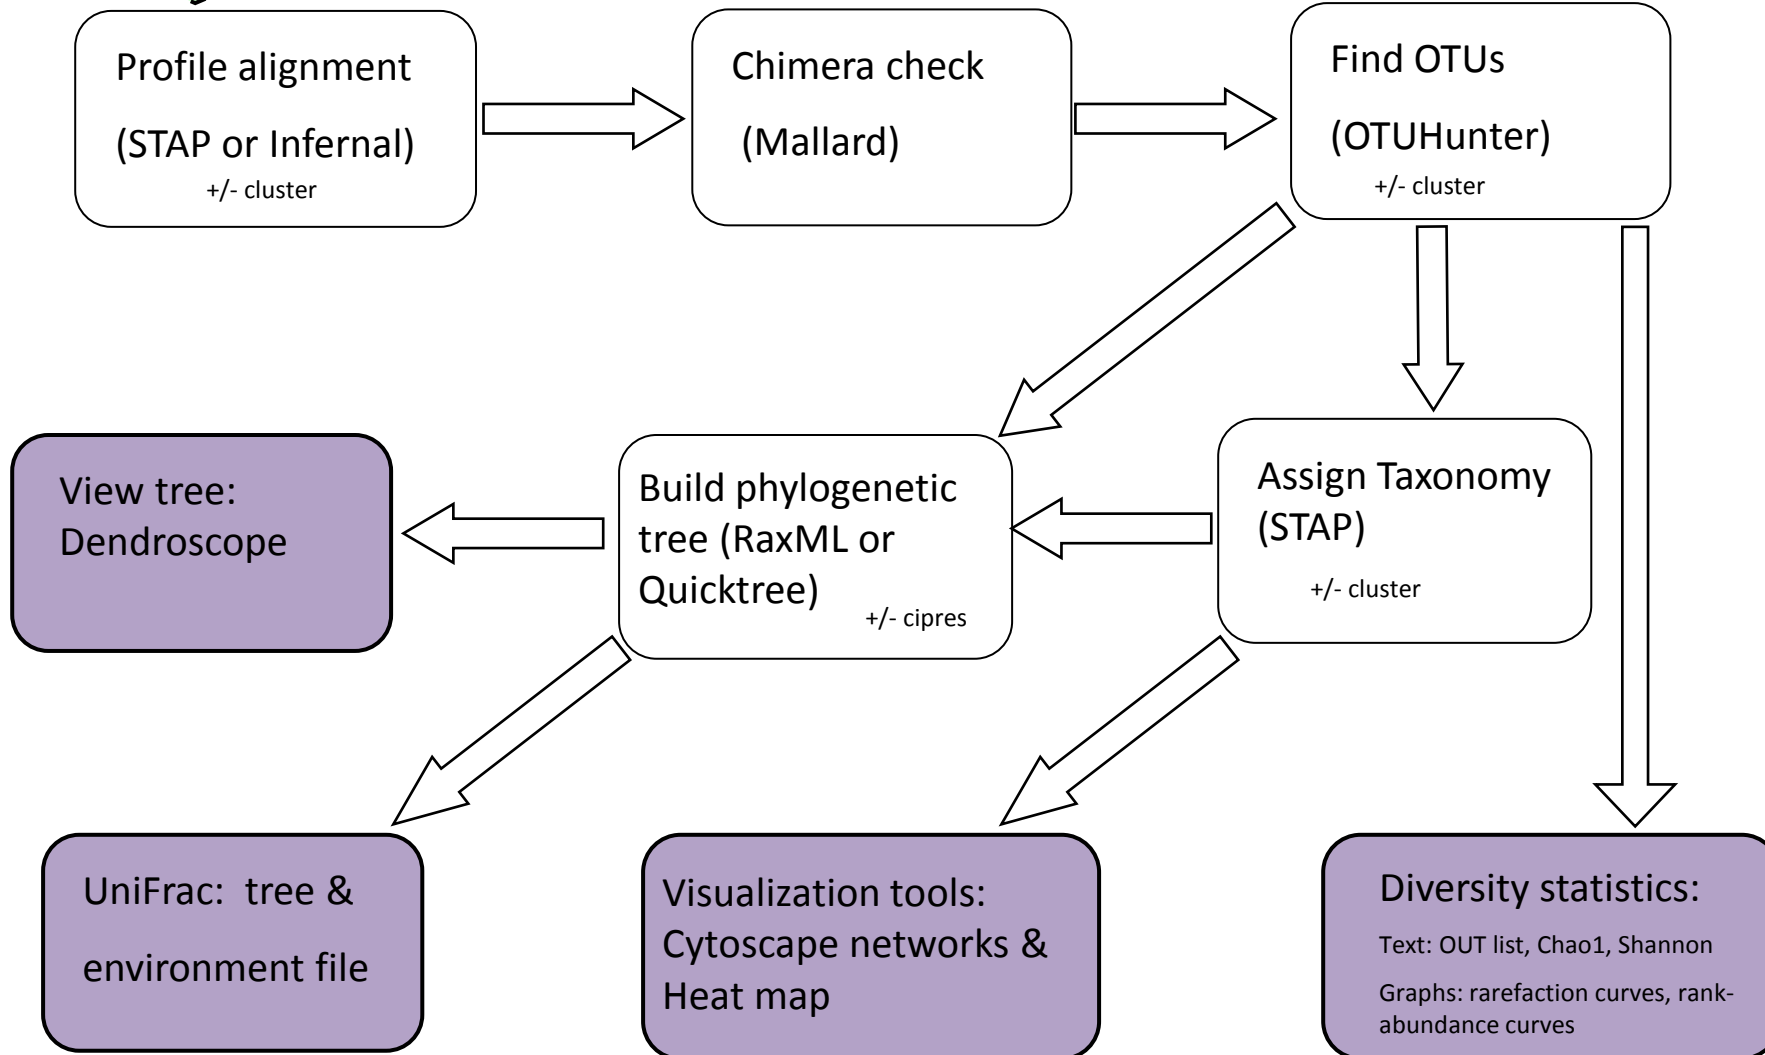 Profile alignment
(STAP or Infernal)
+/- cluster
Chimera check
(Mallard)
Find OTUs
(OTUHunter)
+/- cluster
View tree:
Dendroscope
Build phylogenetic
tree (RaxML or
Quicktree)
+/- cipres
Assign Taxonomy
(STAP)
+/- cluster
UniFrac: tree &
environment file
Visualization tools:
Cytoscape networks &
Heat map
Diversity statistics:
Text: OUT list, Chao1, Shannon
Graphs: rarefaction curves, rank-
abundance curves